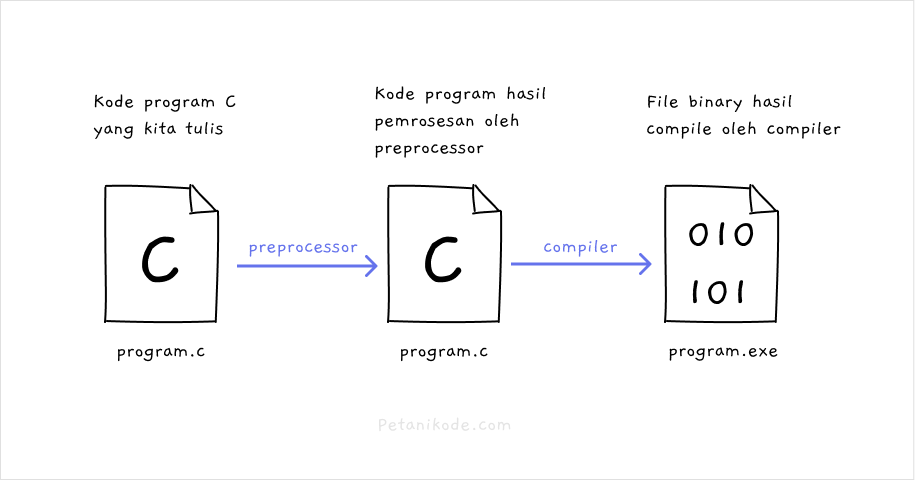 Kode program C
yang kita tulis
Kode program hasil
pemrosesan oleh
preprocessor
File binary hasil
compile oleh compiler
C
preprocessor
C
compiler
010
101
program.c
program.c
program.exe
Petanikode.com